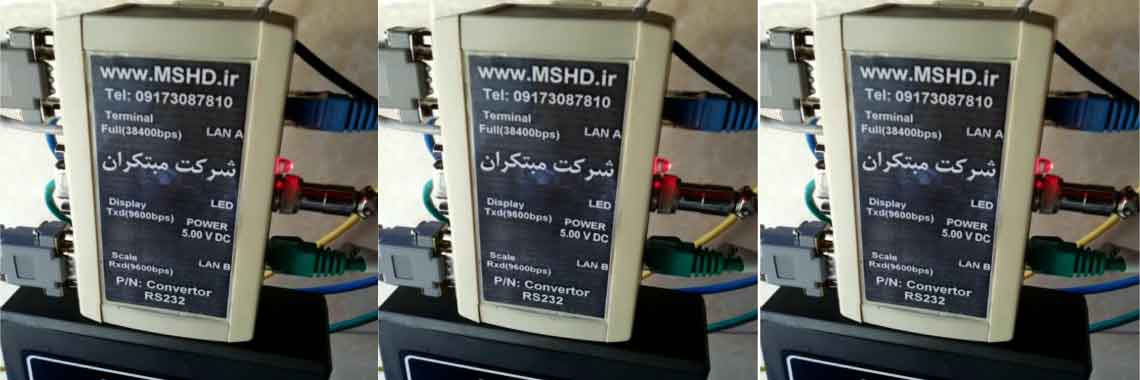 www.MSHD.ir
Tel: 09173087810
Terminal
Full(38400bps) LAN A
شرکت مبتکران
Display LED
Txd(9600bps)
POWER
5.00 V DC
Scale
Rxd(9600bps) LAN B
P/N: Convertor
RS232
www.MSHD.ir
Tel: 09173087810
Terminal
Full(38400bps) LAN A
شرکت مبتکران
Display LED
Txd(9600bps)
POWER
5.00 V DC
Scale
Rxd(9600bps) LAN B
P/N: Convertor
RS232
www.MSHD.ir
Tel: 09173087810
Terminal
Full(38400bps) LAN A
شرکت مبتکران
Display LED
Txd(9600bps)
POWER
5.00 V DC
Scale
Rxd(9600bps) LAN B
P/N: Convertor
RS232